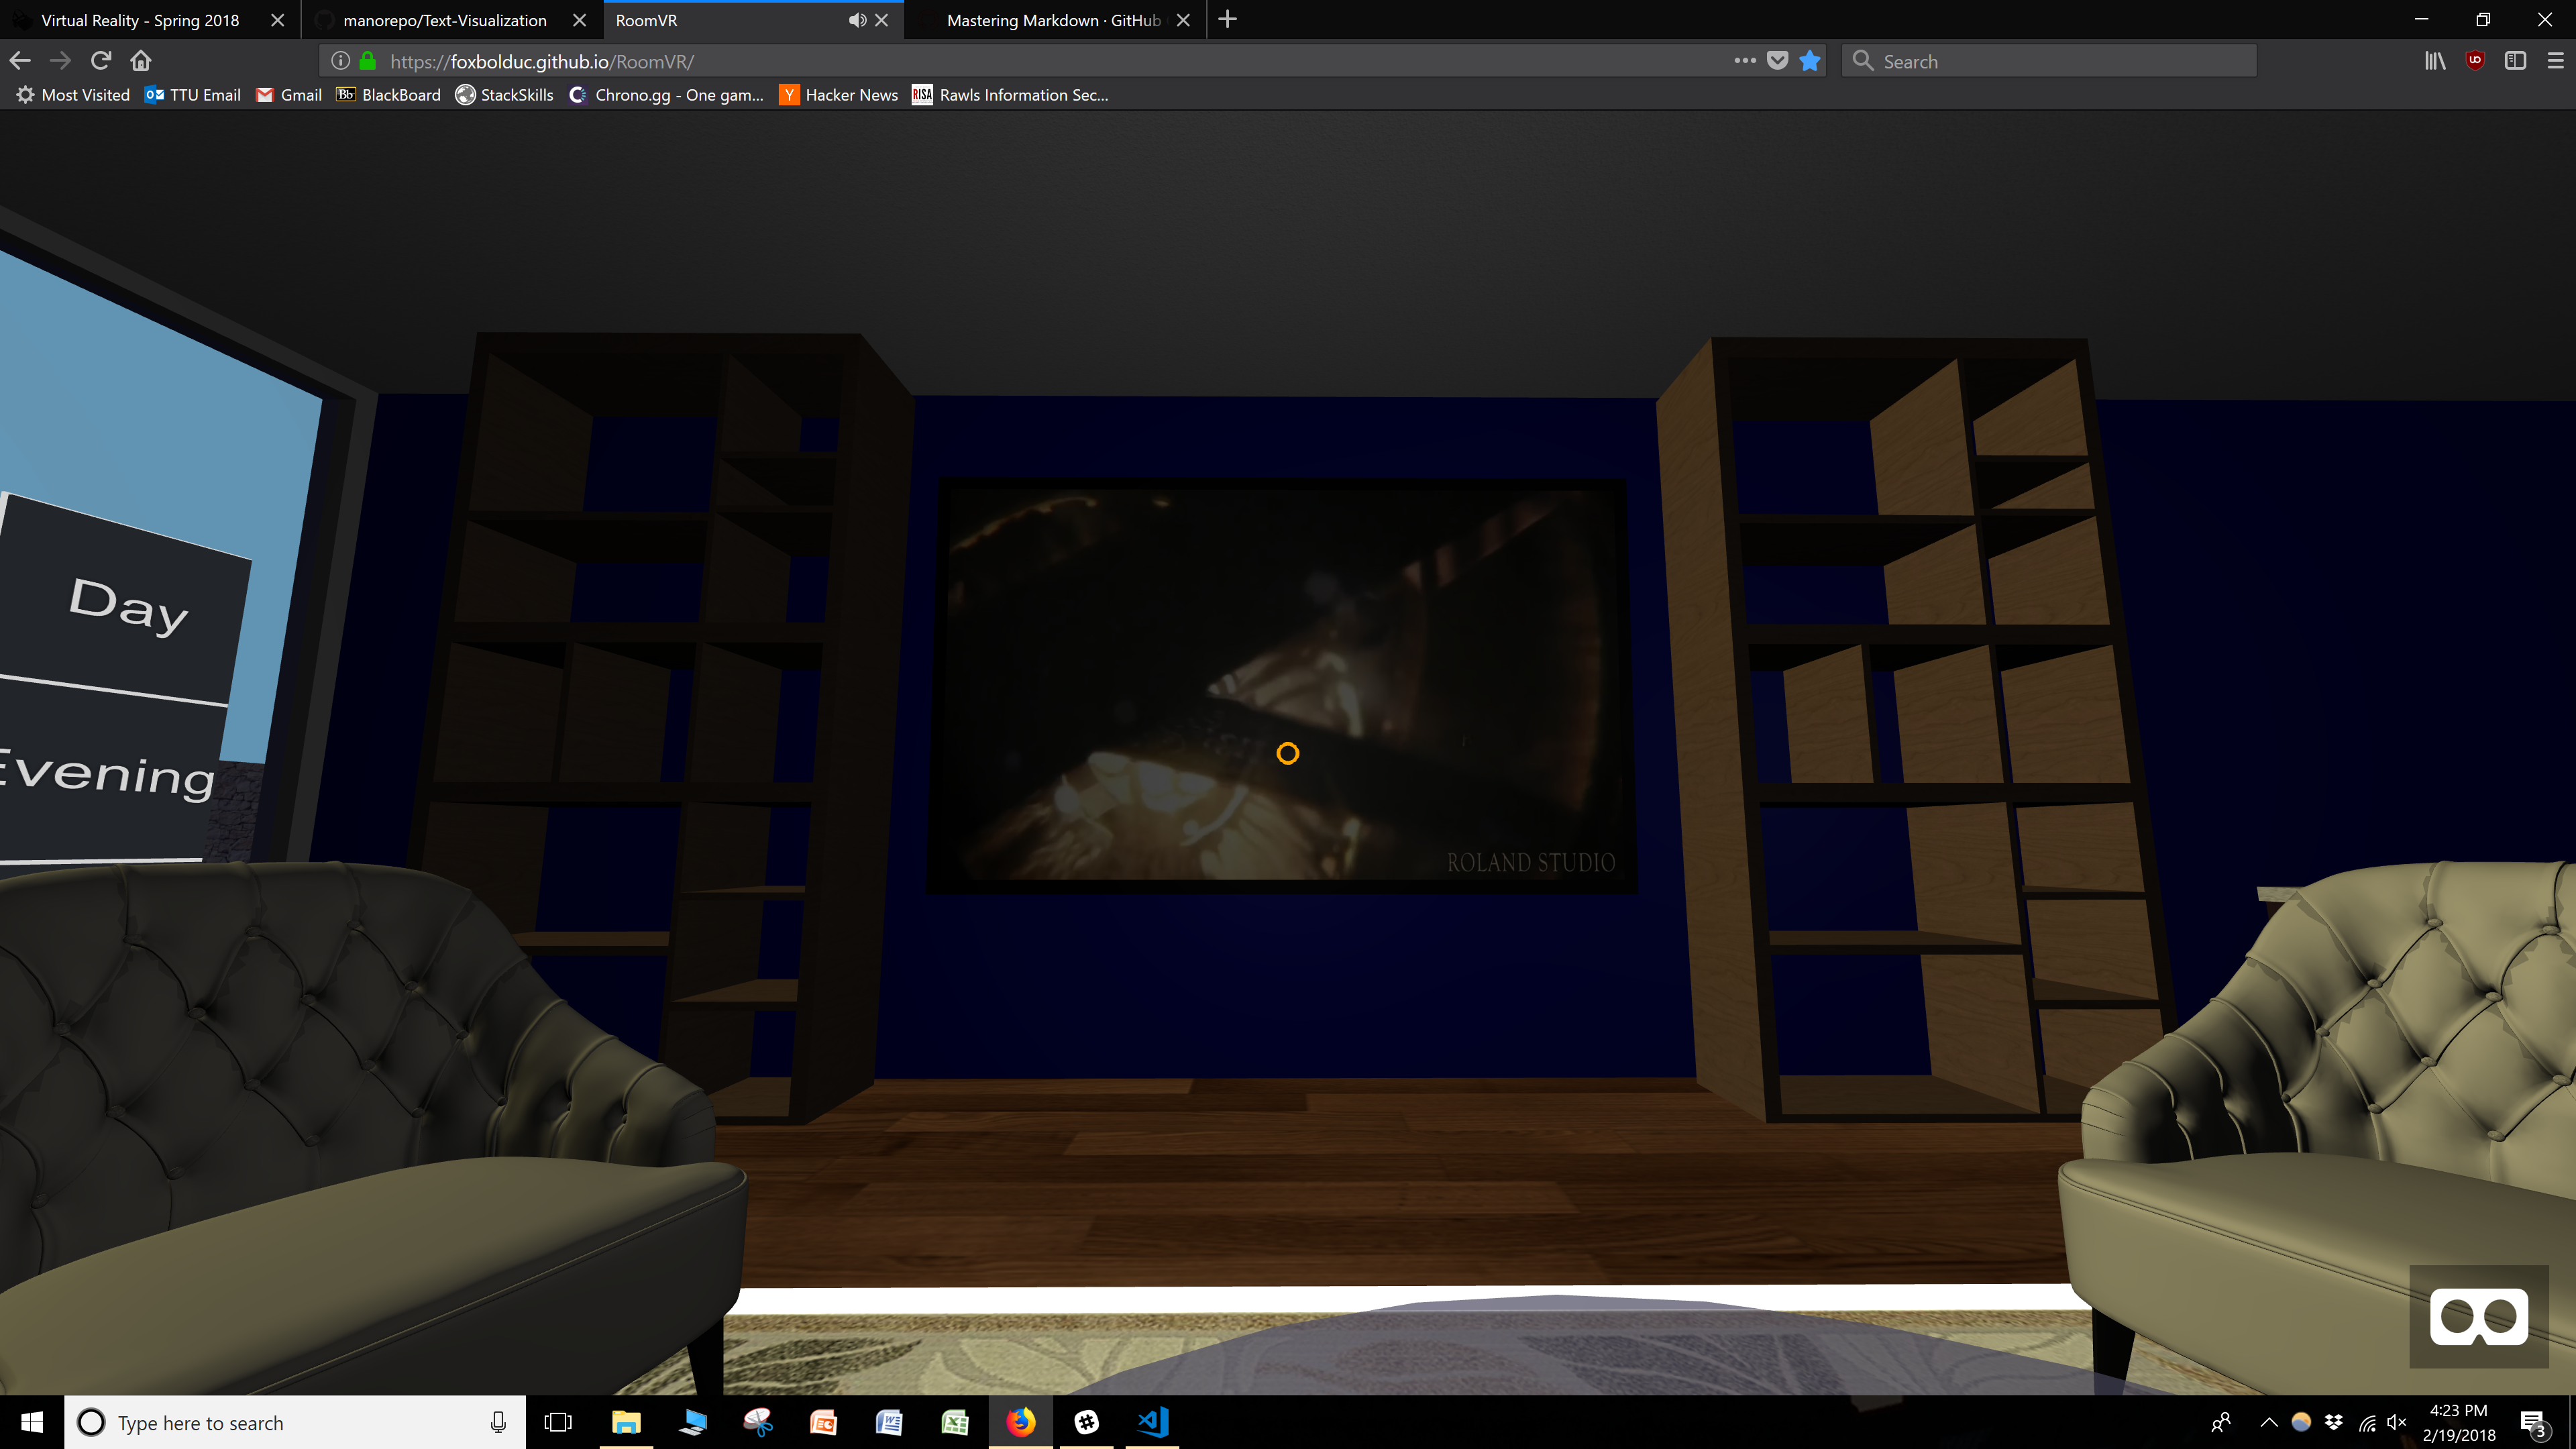 Virtual Reality - Spring 2018
manorepo/Text-Visualization
RoomVR
Mastering Markdown · GitHub
https://foxbolduc.github.io/RoomVR/
Search
Most Visited
TTU Email
Gmail
Bb
BlackBoard
StackSkills
Chrono.gg - One gam...
Y
Hacker News
RISA
Rawls Information Sec...
Day
Evening
ROLAND STUDIO
Type here to search
4:23 PM
2/19/2018
3